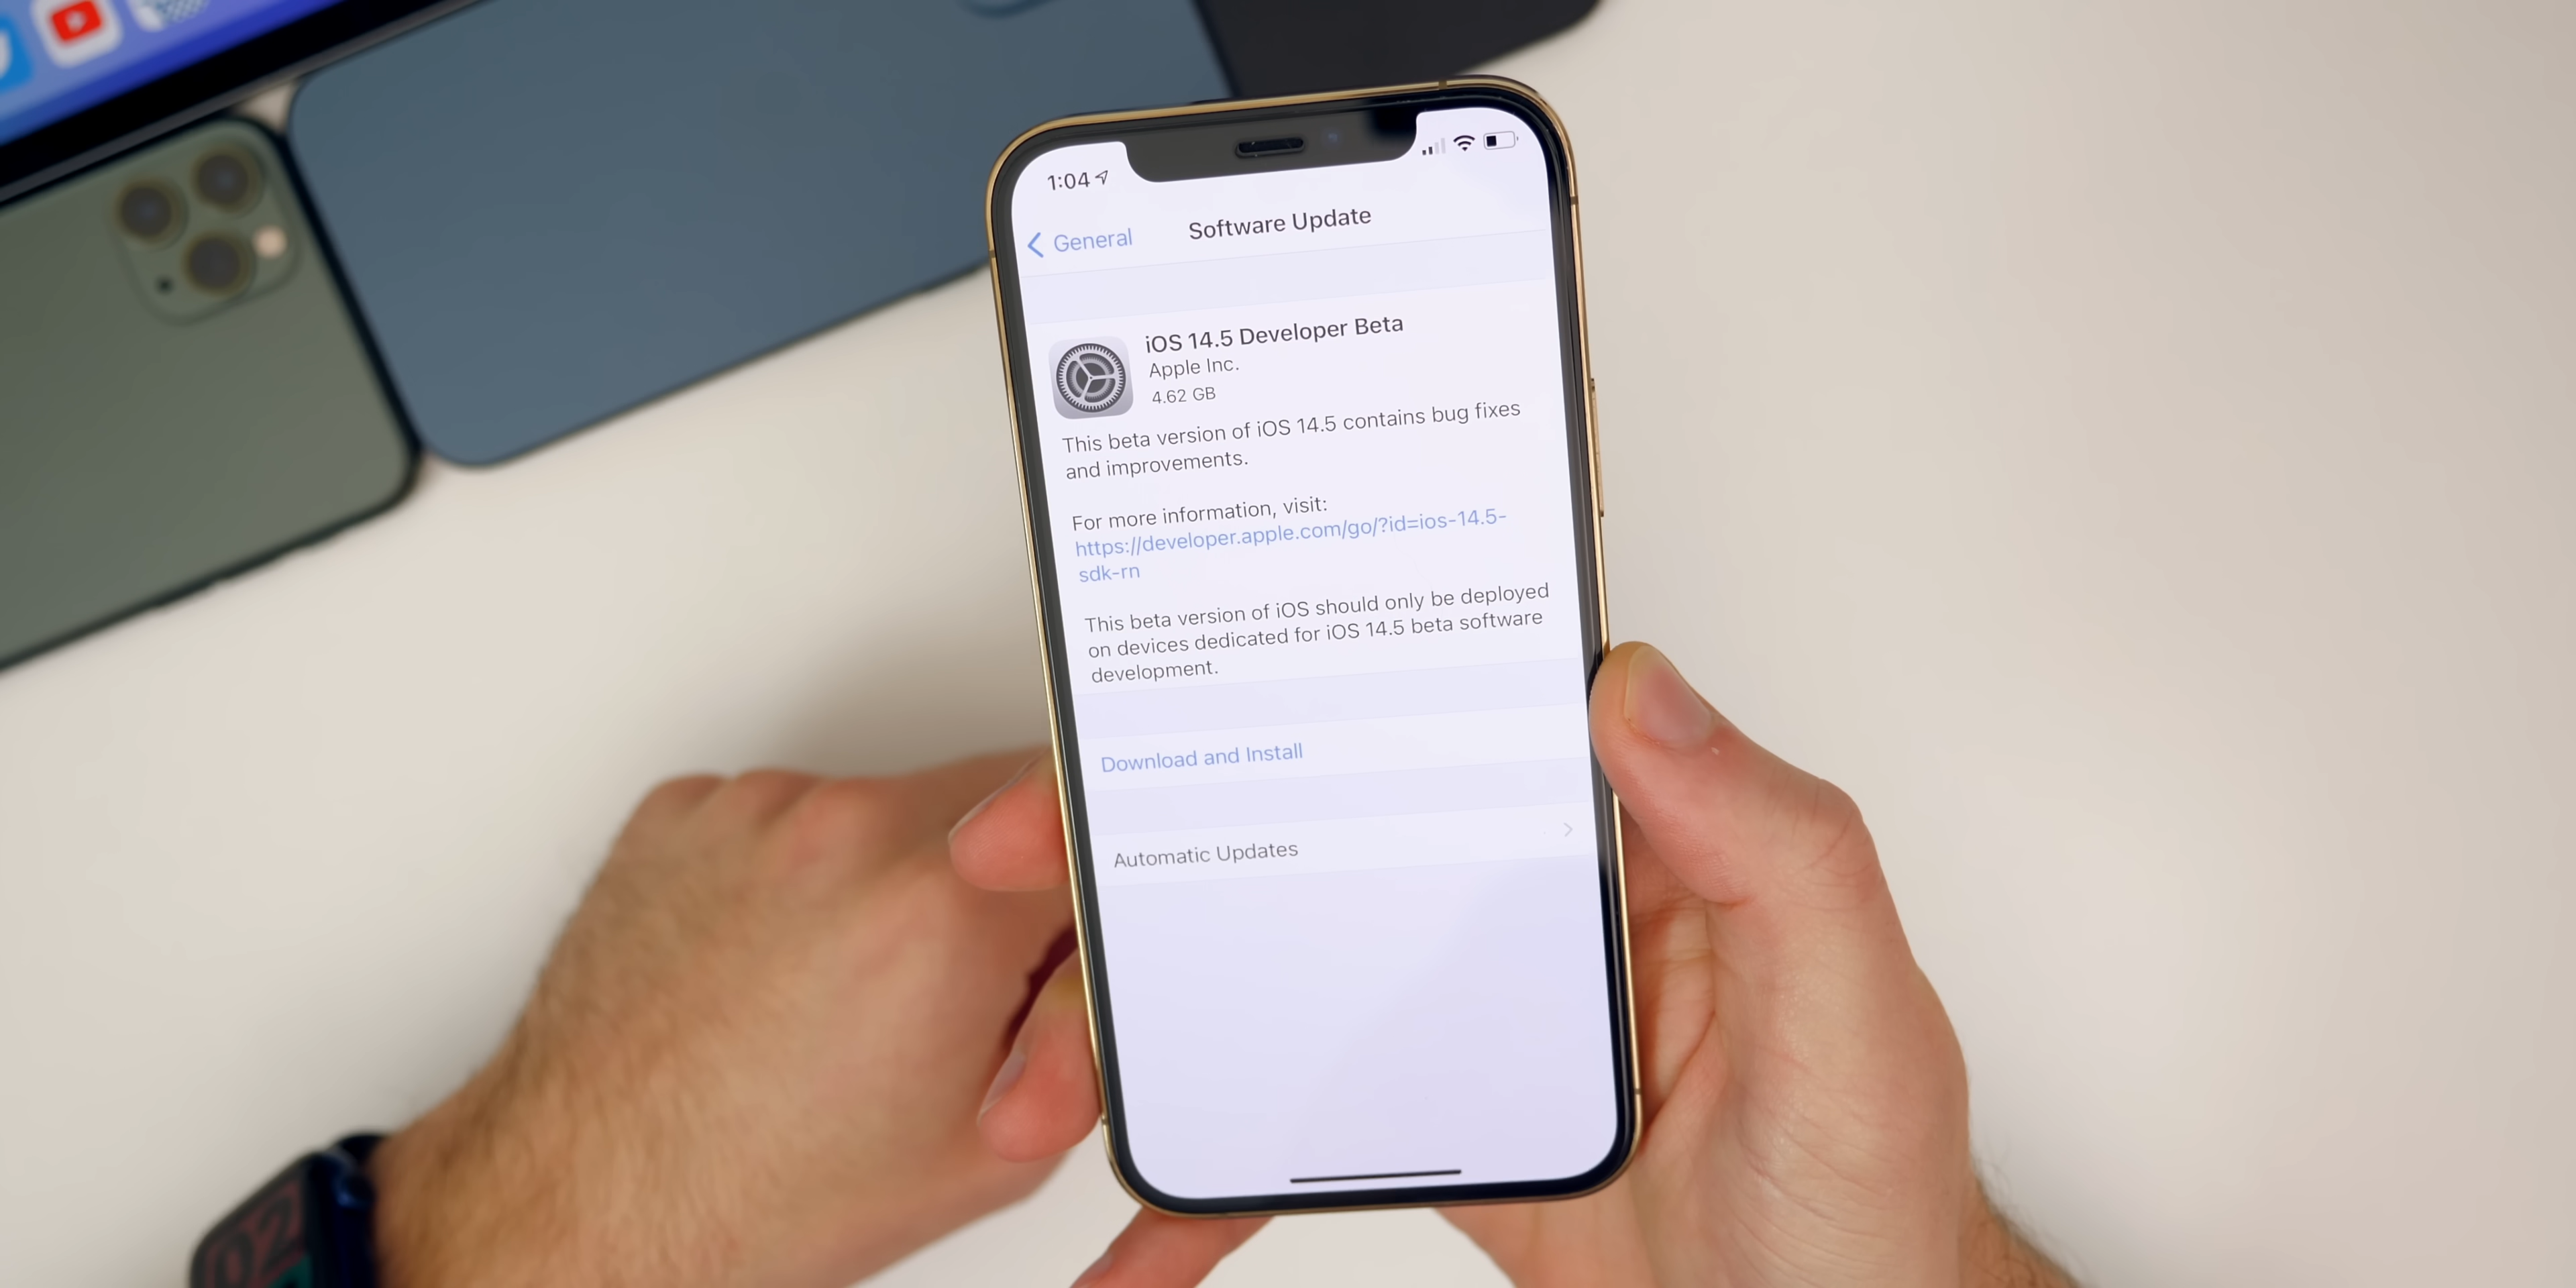 1:04
General
Software Update
iOS 14.5 Developer Beta
Apple Inc.
4.62 GB
This beta version of iOS 14.5 contains bug fixes
and improvements.
For more information, visit:
https://developer.apple.com/go/?id=ios-14.5-
sdk-rn
This beta version of iOS should only be deployed
on devices dedicated for iOS 14.5 beta software
development.
Download and Install
Automatic Updates
02